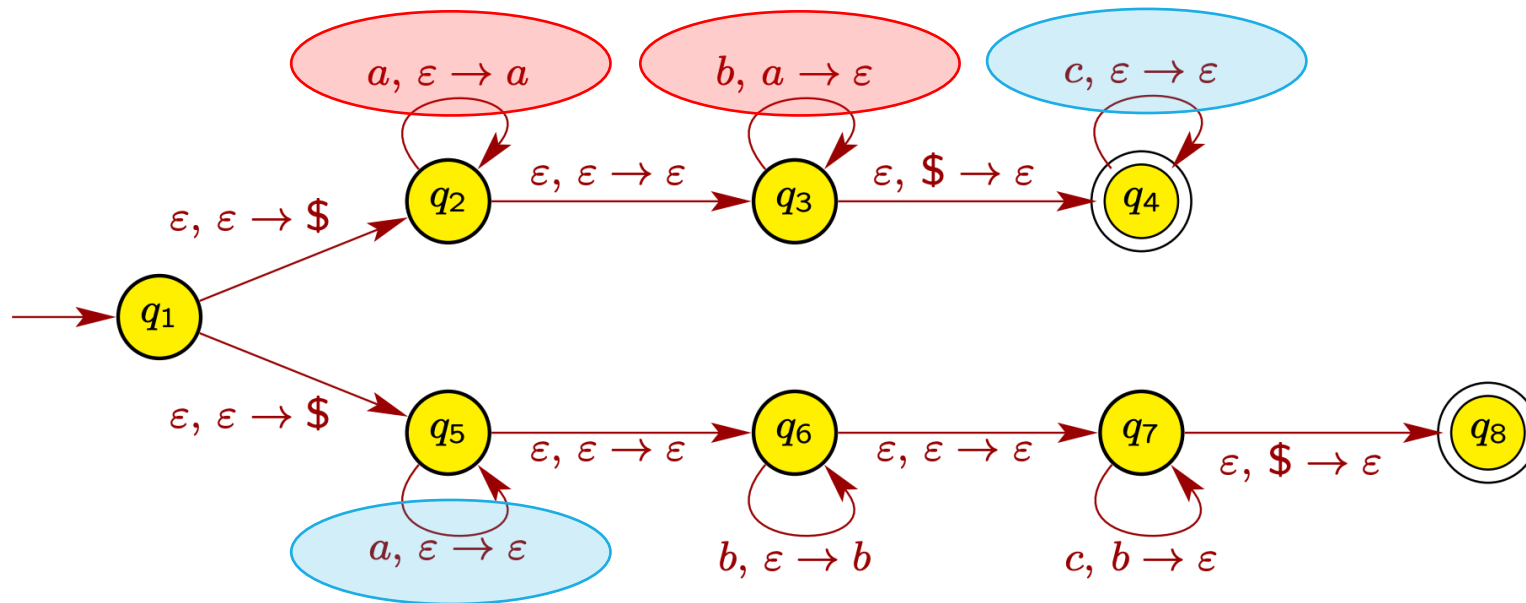 a, ε → a
b, a → ε
c, ε → ε
ε, ε → ε
ε, $ → ε
q2
q3
q4
ε, ε → $
q1
ε, ε → $
q5
q6
q7
q8
ε, ε → ε
ε, ε → ε
ε, $ → ε
a, ε → ε
b, ε → b
c, b → ε